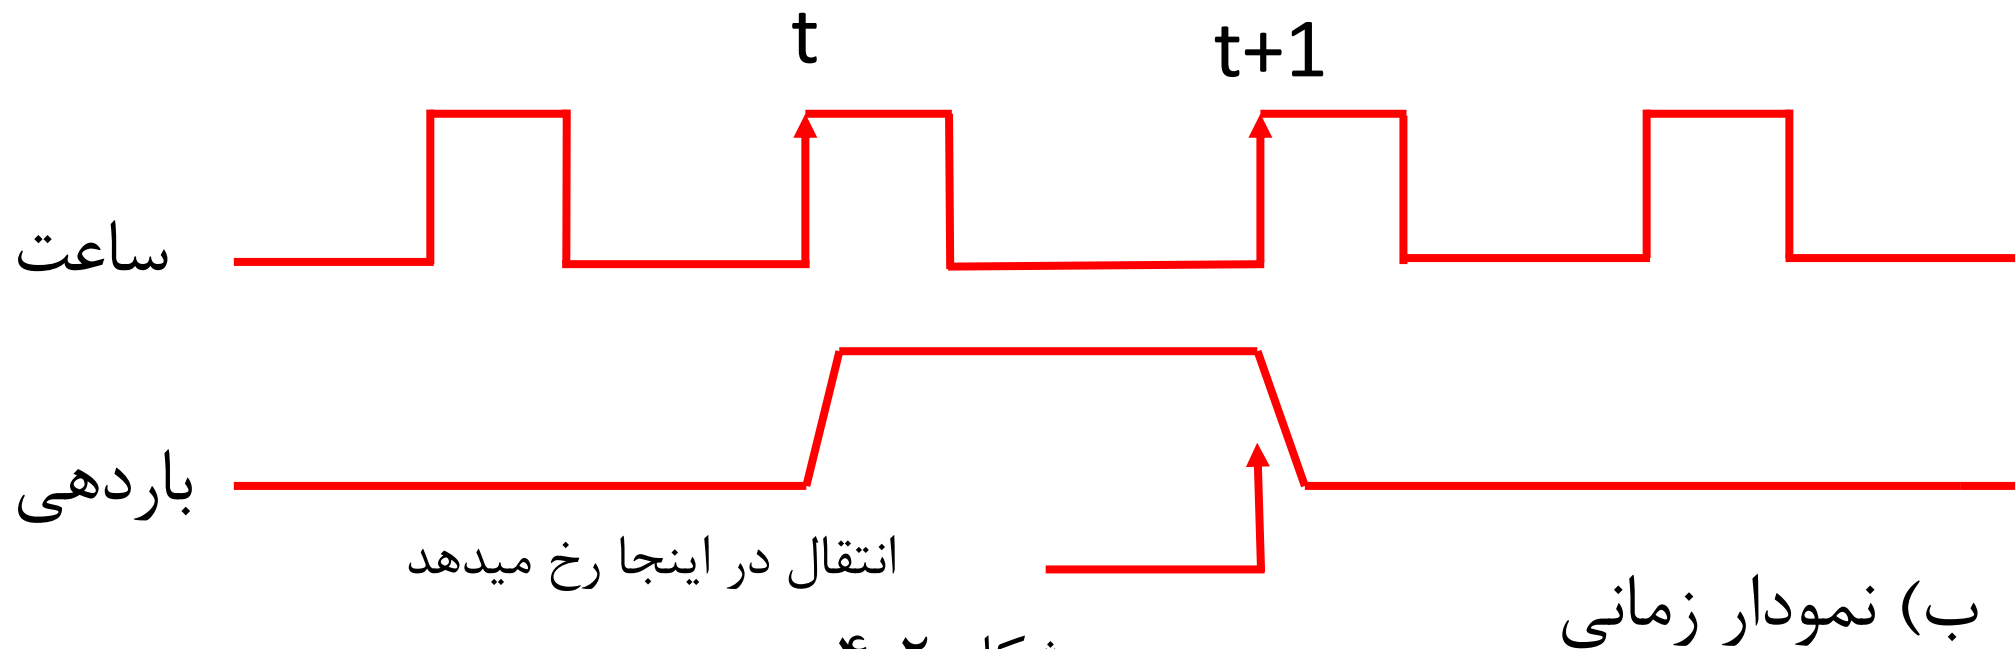 t
t+1
ساعت
باردهی
انتقال در اینجا رخ میدهد
ب) نمودار زمانی